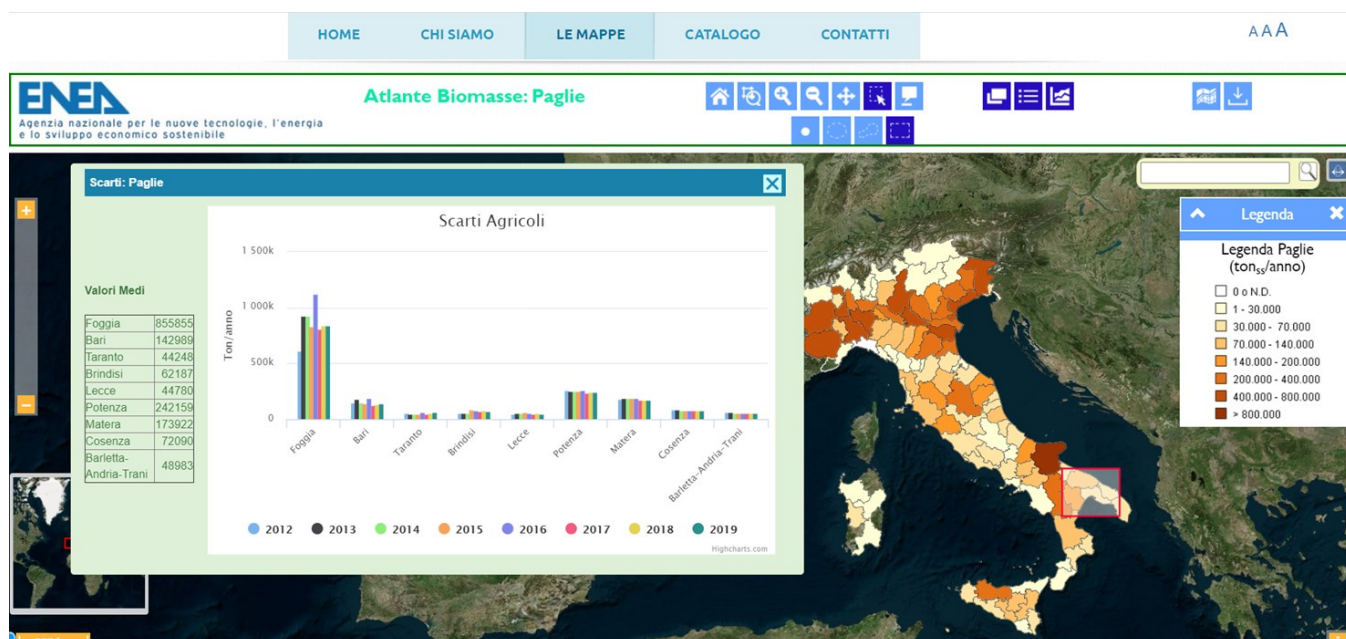 HOME CHI SIAMO LE MAPPE CATALOGO CONTATTI
A A A
ENEA
Agenzia nazionale per le nuove tecnologie, l'energia
e lo sviluppo economico sostenibile
Atlante Biomasse: Paglie
Scarti: Paglie
Valori Medi
Foggia 855855
Bari 142989
Taranto 44248
Brindisi 62187
Lecce 44780
Potenza 242159
Matera 173922
Cosenza 72090
Barletta-
Andria-Trani 48983
Scarti Agricoli
Ton/anno
1 500k
1 000k
500k
0
Foggia Bari Taranto Brindisi Lecce Potenza Matera Cosenza Barletta-Andria-Trani
2012 2013 2014 2015 2016 2017 2018 2019
Highcharts.com
Legenda
Legenda Paglie
(tonss/anno)
0 o N.D.
1 - 30.000
30.000 - 70.000
70.000 - 140.000
140.000 - 200.000
200.000 - 400.000
400.000 - 800.000
> 800.000